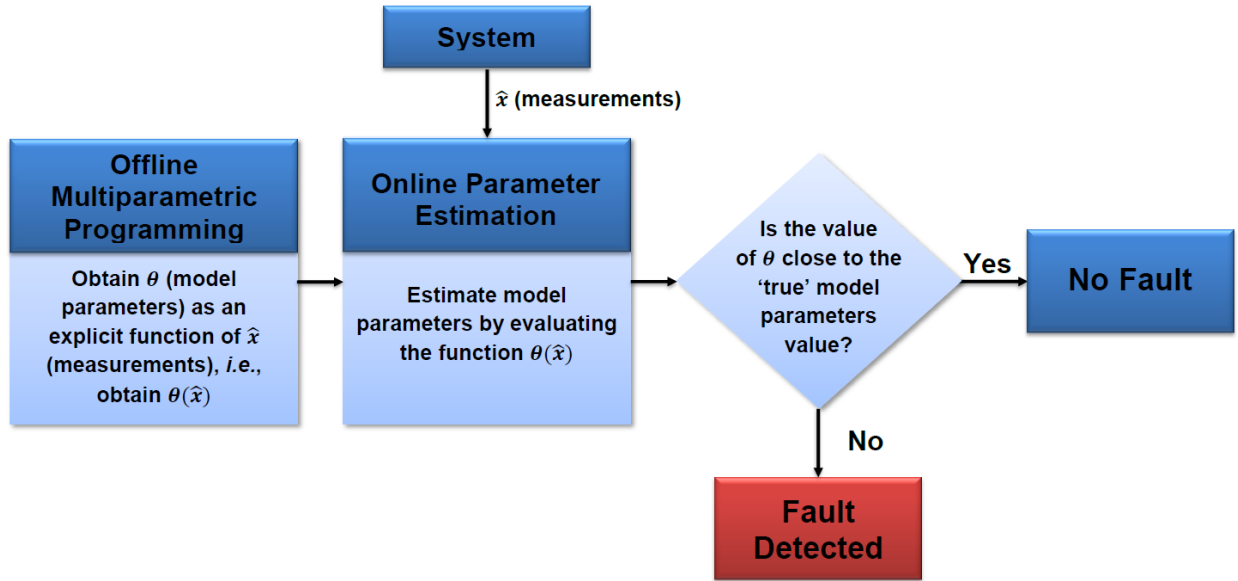 System
x̂ (measurements)
Offline
Multiparametric
Programming
Obtain θ (model
parameters) as an
explicit function of x̂
(measurements), i.e.,
obtain θ(x̂)
Online Parameter
Estimation
Estimate model
parameters by evaluating
the function θ(x̂)
Is the value
of θ close to the
‘true’ model
parameters
value?
Yes
No Fault
No
Fault
Detected